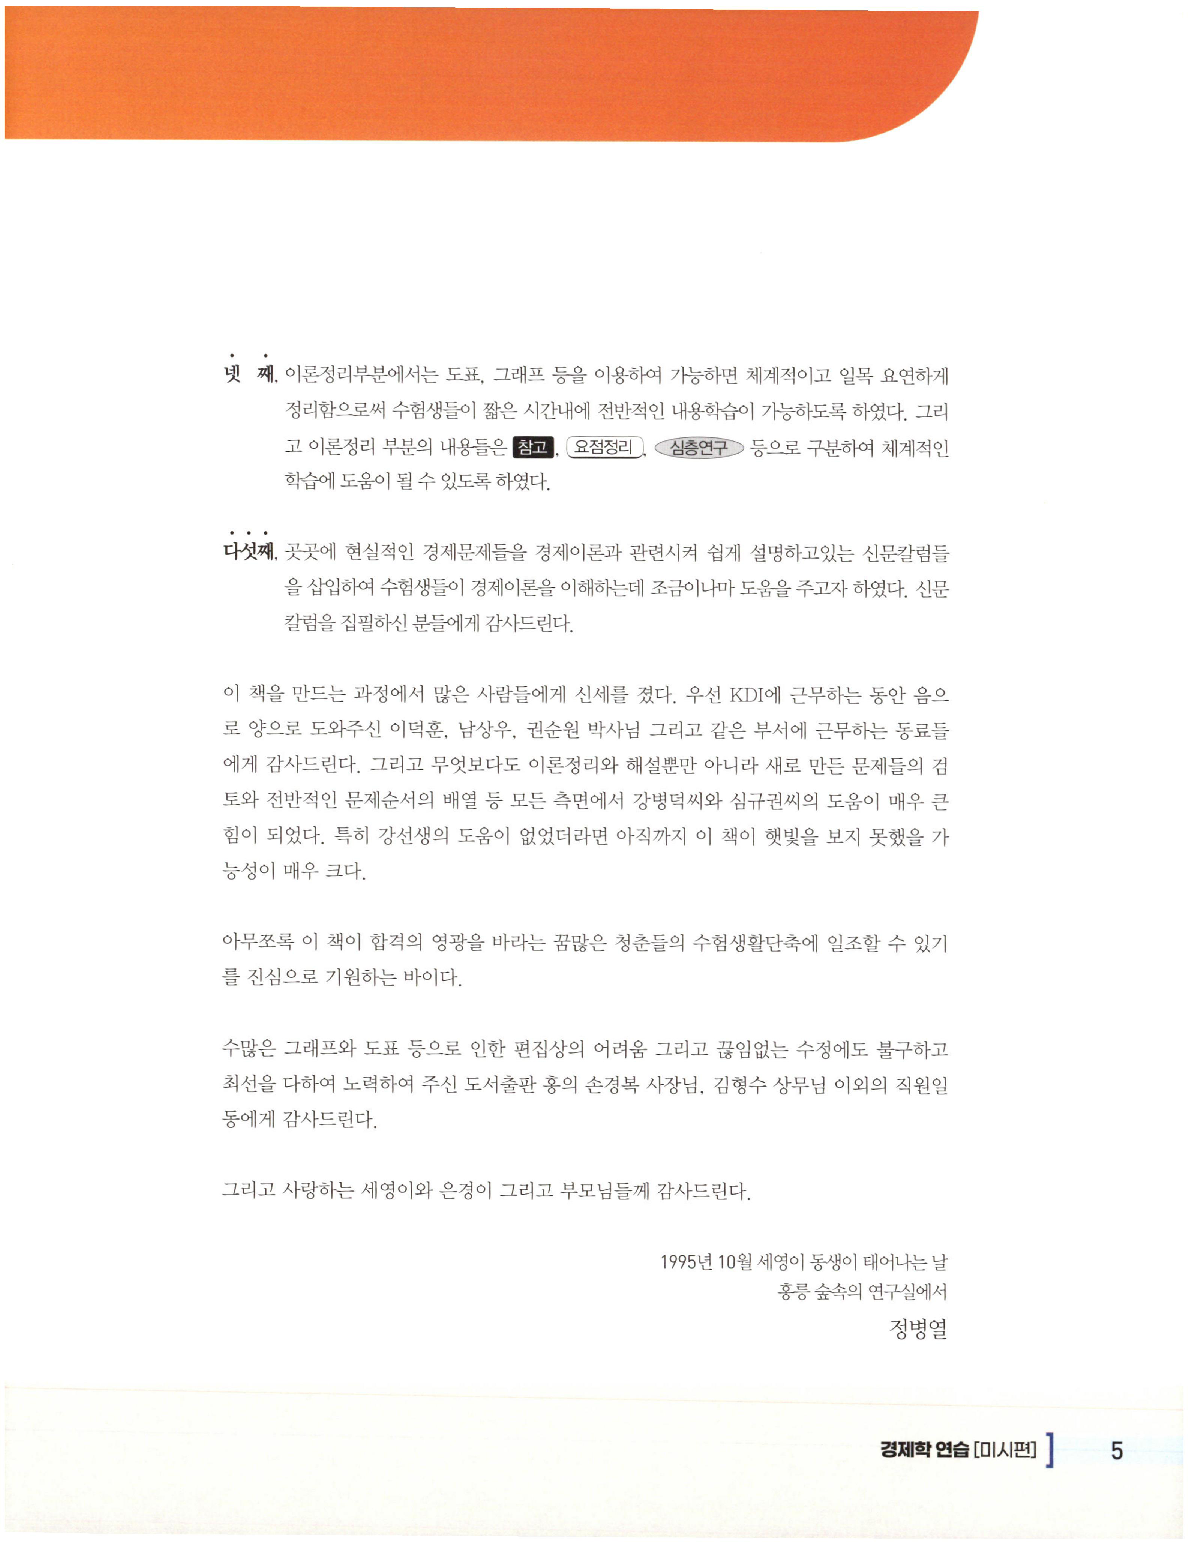 넷 째, 이론정리부분에서는 도표, 그래프 등을 이용하여 가능하면 체계적이고 일목 요연하게
정리함으로써 수험생들이 짧은 시간내에 전반적인 내용학습이 가능하도록 하였다. 그리
고 이론정리 부분의 내용들은 참고, 요점정리, 심층연구 등으로 구분하여 체계적인
학습에 도움이 될 수 있도록 하였다.
다섯째, 곳곳에 현실적인 경제문제들을 경제이론과 관련시켜 쉽게 설명하고있는 신문칼럼들
을 삽입하여 수험생들이 경제이론을 이해하는데 조금이나마 도움을 주고자 하였다. 신문
칼럼을 집필하신 분들에게 감사드린다.
이 책을 만드는 과정에서 많은 사람들에게 신세를 졌다. 우선 KDI에 근무하는 동안 음으
로 양으로 도와주신 이덕훈, 남상우, 권순원 박사님 그리고 같은 부서에 근무하는 동료들
에게 감사드린다. 그리고 무엇보다도 이론정리와 해설뿐만 아니라 새로 만든 문제들의 검
토와 전반적인 문제순서의 배열 등 모든 측면에서 강병덕씨와 심규권씨의 도움이 매우 큰
힘이 되었다. 특히 강선생의 도움이 없었더라면 아직까지 이 책이 햇빛을 보지 못했을 가
능성이 매우 크다.
아무쪼록 이 책이 합격의 영광을 바라는 꿈많은 청춘들의 수험생활단축에 일조할 수 있기
를 진심으로 기원하는 바이다.
수많은 그래프와 도표 등으로 인한 편집상의 어려움 그리고 끊임없는 수정에도 불구하고
최선을 다하여 노력하여 주신 도서출판 홍의 손경복 사장님, 김형수 상무님 이외의 직원일
동에게 감사드린다.
그리고 사랑하는 세영이와 은경이 그리고 부모님들께 감사드린다.
1995년 10월 세영이 동생이 태어나는 날
홍릉 숲속의 연구실에서
정병열
경제학 연습 [미시편] 5